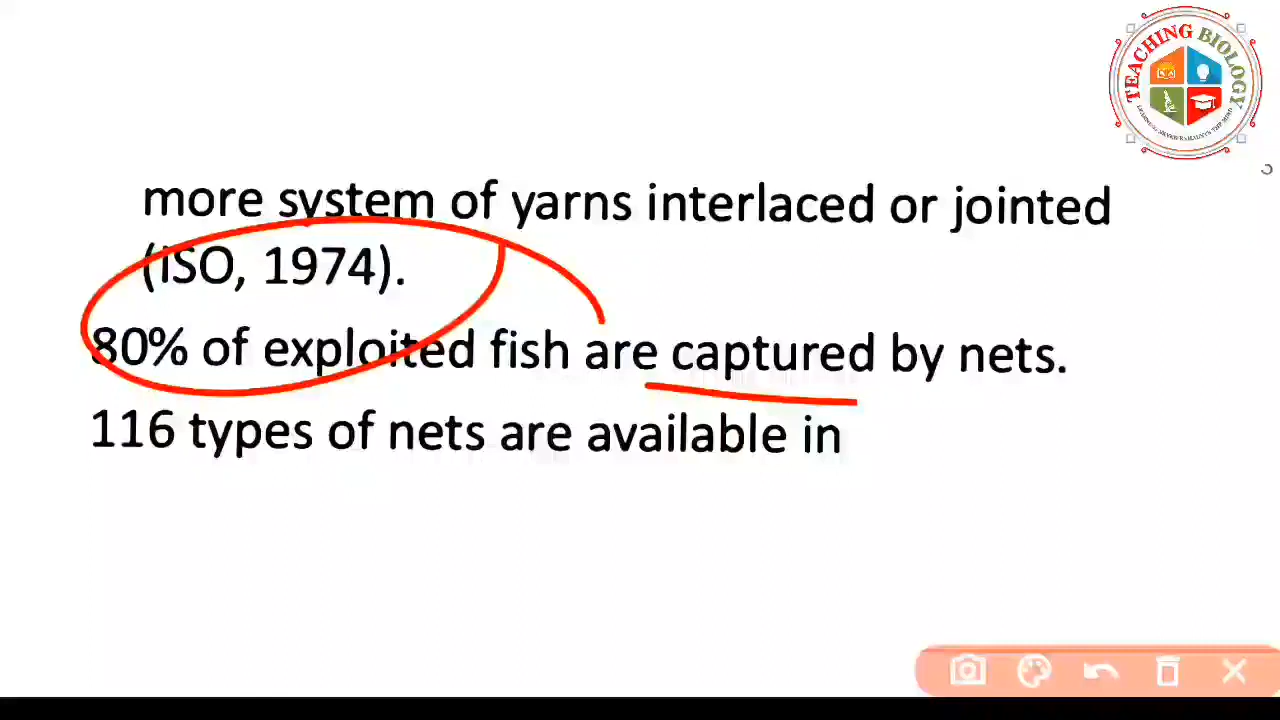 TEACHING BIOLOGY
more system of yarns interlaced or jointed
(ISO, 1974).
80% of exploited fish are captured by nets.
116 types of nets are available in